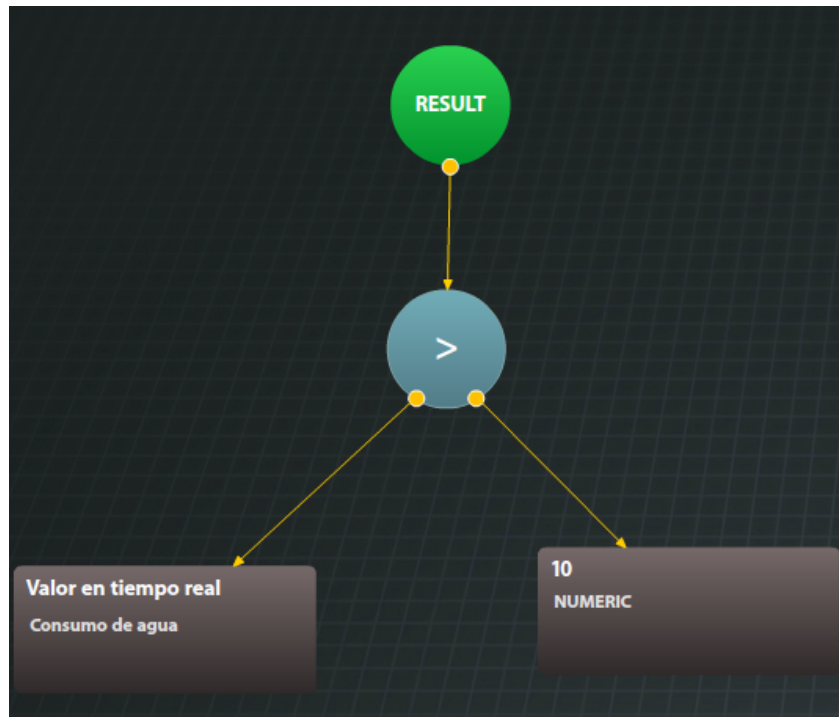 RESULT
>
Valor en tiempo real
Consumo de agua
10
NUMERIC